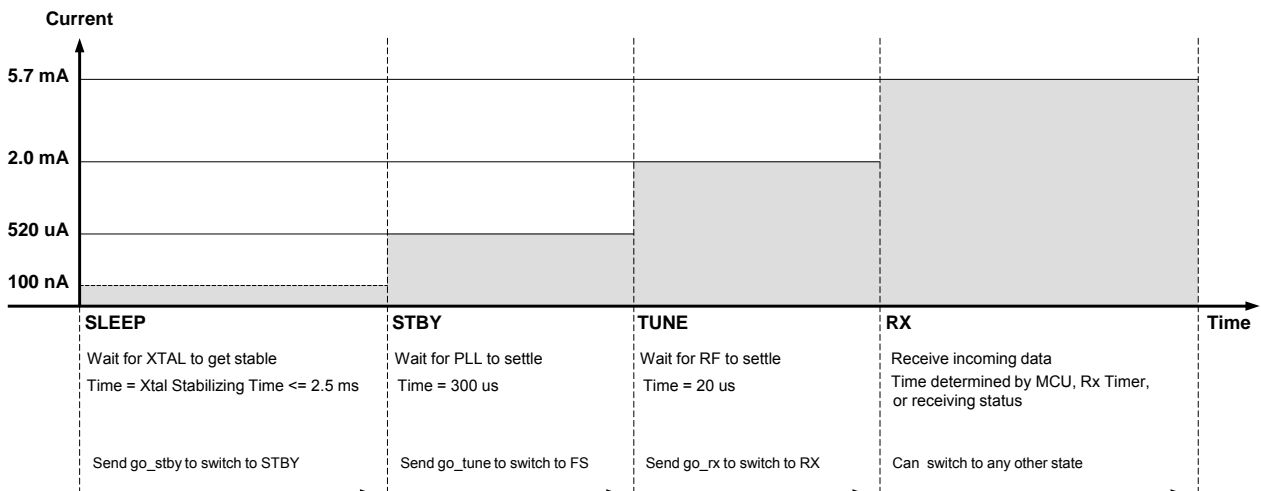 Current
5.7 mA
2.0 mA
520 uA
100 nA
SLEEP
STBY
TUNE
RX
Time
Wait for XTAL to get stable
Time = Xtal Stabilizing Time <= 2.5 ms
Wait for PLL to settle
Time = 300 us
Wait for RF to settle
Time = 20 us
Receive incoming data
Time determined by MCU, Rx Timer,
or receiving status
Send go_stby to switch to STBY
Send go_tune to switch to FS
Send go_rx to switch to RX
Can switch to any other state